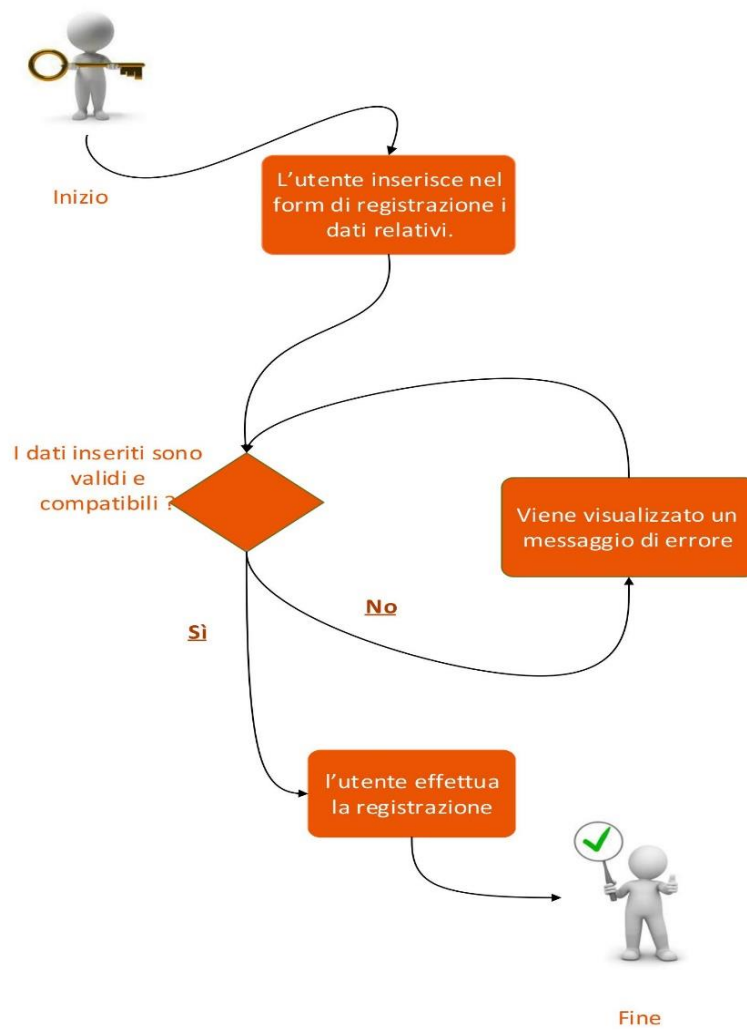 Inizio
L'utente inserisce nel
form di registrazione i
dati relativi.
I dati inseriti sono
validi e
compatibili ?
Viene visualizzato un
messaggio di errore
No
Sì
l'utente effettua
la registrazione
Fine